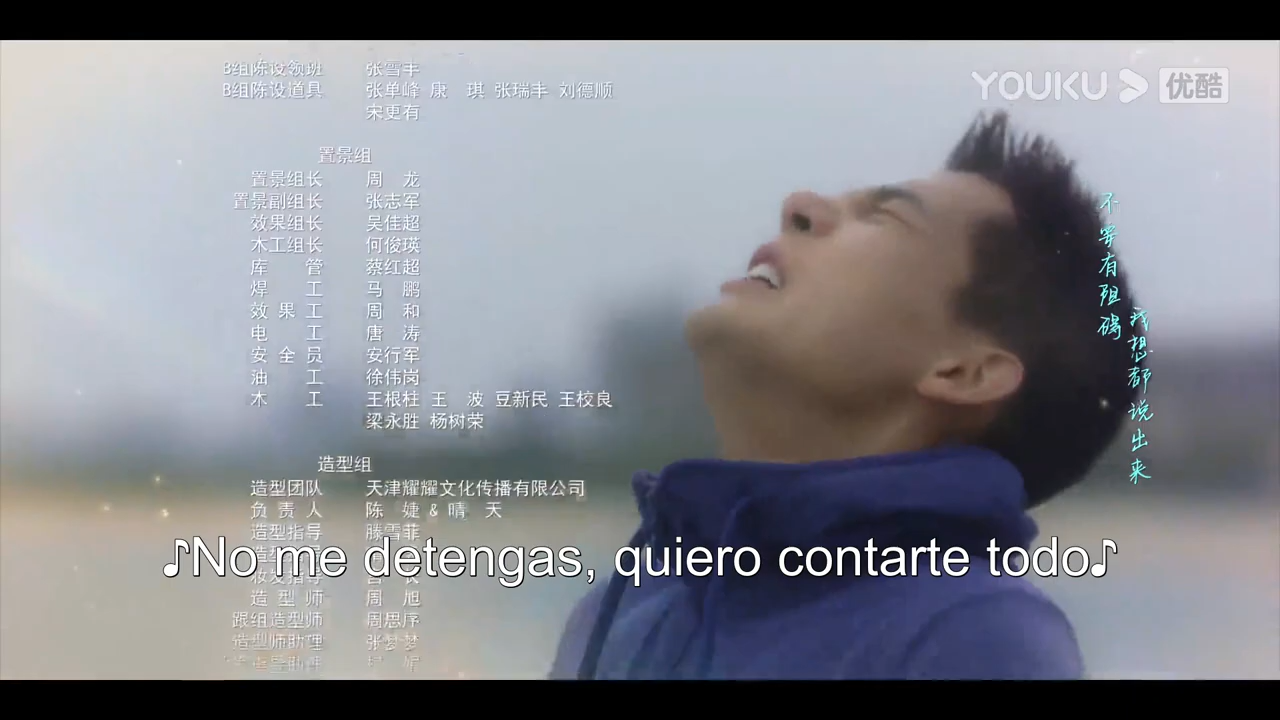 B组陈设领班 张雪丰
B组陈设道具 张单峰 康 琪 张瑞丰 刘德顺
宋更有
置景组
置景组长 周 龙
置景副组长 张志军
效果组长 吴佳超
木工组长 何俊瑛
库 管 蔡红超
焊 工 马 鹏
效 果 工 周 和
电 工 唐 涛
安 全 员 安行军
油 工 徐伟岗
木 工 王根柱 王 波 豆新民 王校良
梁永胜 杨树荣
造型组
造型团队 天津耀耀文化传播有限公司
负 责 人 陈 婕 & 晴 天
造型指导 滕雪菲
♪No me detengas, quiero contarte todo♪
造 型 师 周 旭
跟组造型师 周思序
造型师助理 张梦梦
YOUKU 优酷
不要有阻碍
我想都说出来